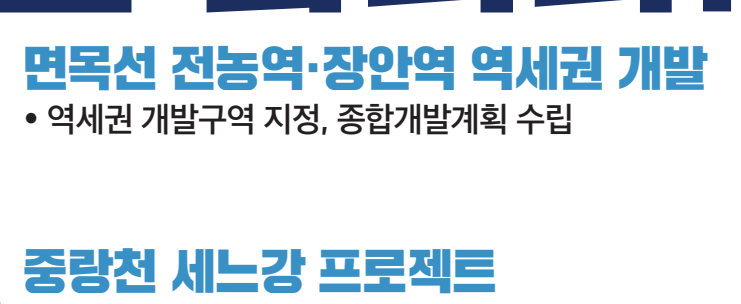 면목선 전농역·장안역 역세권 개발
• 역세권 개발구역 지정, 종합개발계획 수립
중랑천 세느강 프로젝트